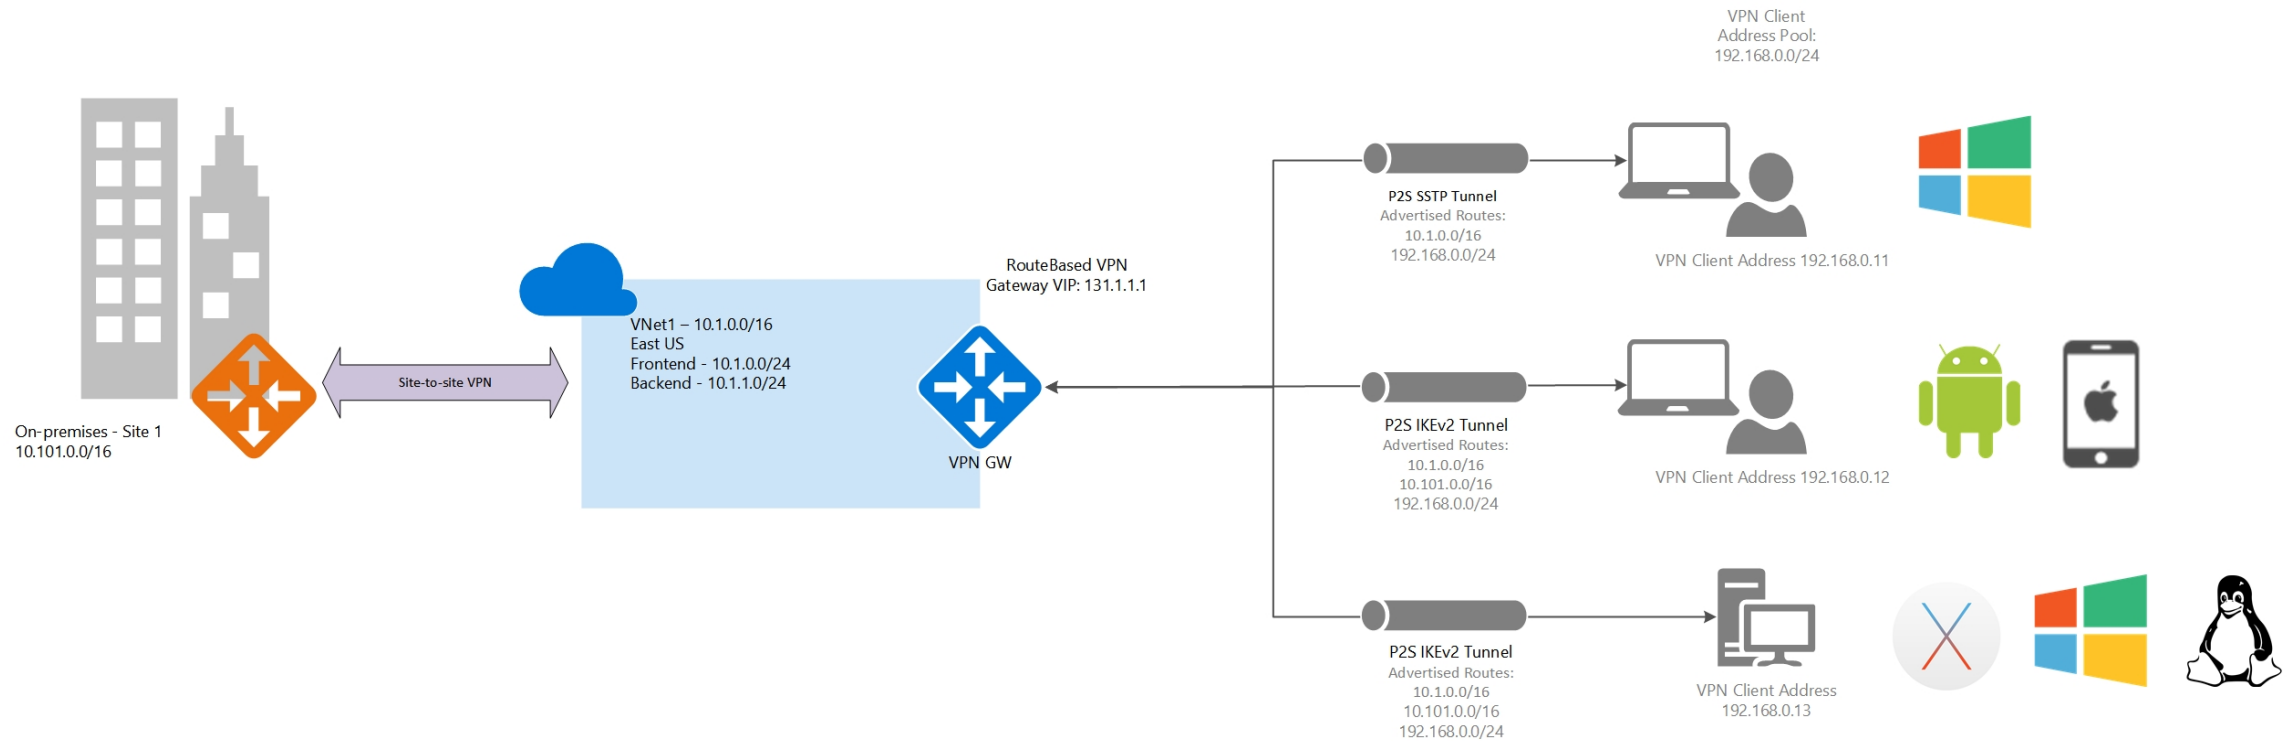 VPN Client
Address Pool:
192.168.0.0/24
P2S SSTP Tunnel
Advertised Routes:
10.1.0.0/16
192.168.0.0/24
VPN Client Address 192.168.0.11
RouteBased VPN
Gateway VIP: 131.1.1.1
VNet1 – 10.1.0.0/16
East US
Frontend - 10.1.0.0/24
Backend - 10.1.1.0/24
Site-to-site VPN
On-premises - Site 1
10.101.0.0/16
VPN GW
P2S IKEv2 Tunnel
Advertised Routes:
10.1.0.0/16
10.101.0.0/16
192.168.0.0/24
VPN Client Address 192.168.0.12
P2S IKEv2 Tunnel
Advertised Routes:
10.1.0.0/16
10.101.0.0/16
192.168.0.0/24
VPN Client Address
192.168.0.13